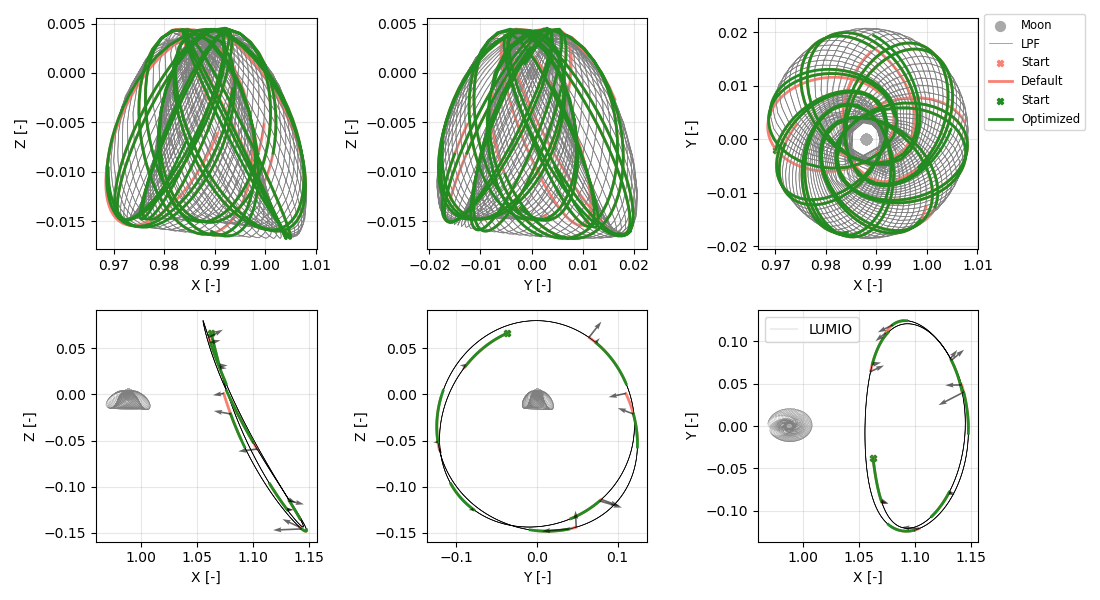 0.005
0.000
−0.005
−0.010
−0.015
Z [-]
0.97 0.98 0.99 1.00 1.01
X [-]
0.005
0.000
−0.005
−0.010
−0.015
Z [-]
−0.02 −0.01 0.00 0.01 0.02
Y [-]
0.02
0.01
0.00
−0.01
−0.02
Y [-]
0.97 0.98 0.99 1.00 1.01
X [-]
Moon
LPF
Start
Default
Start
Optimized
0.05
0.00
−0.05
−0.10
−0.15
Z [-]
1.00 1.05 1.10 1.15
X [-]
0.05
0.00
−0.05
−0.10
−0.15
Z [-]
−0.1 0.0 0.1
Y [-]
LUMIO
0.10
0.05
0.00
−0.05
−0.10
Y [-]
1.00 1.05 1.10 1.15
X [-]